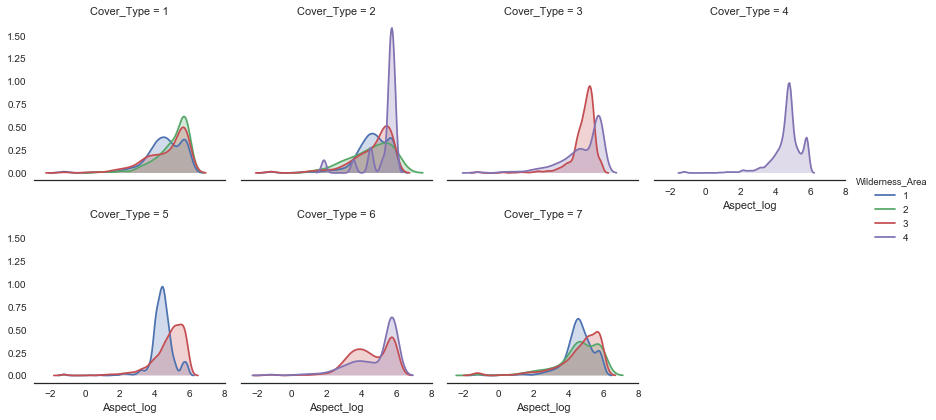 Cover_Type = 1
Cover_Type = 2
Cover_Type = 3
Cover_Type = 4
1.50
1.25
1.00
0.75
0.50
0.25
0.00
−2 0 2 4 6 8
Aspect_log
Wilderness_Area
1
2
3
4
Cover_Type = 5
Cover_Type = 6
Cover_Type = 7
1.50
1.25
1.00
0.75
0.50
0.25
0.00
−2 0 2 4 6 8
−2 0 2 4 6 8
−2 0 2 4 6 8
Aspect_log
Aspect_log
Aspect_log